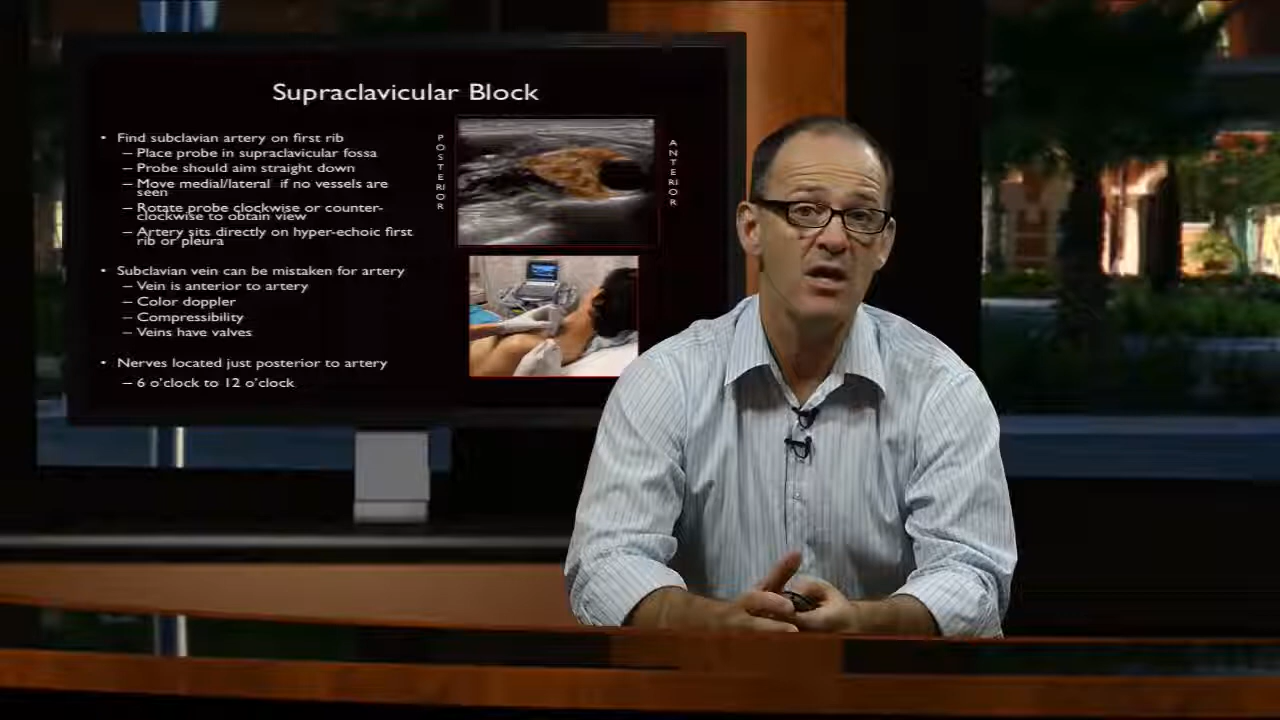 Supraclavicular Block
• Find subclavian artery on first rib
– Place probe in supraclavicular fossa
– Probe should aim straight down
– Move medial/lateral if no vessels are
seen
– Rotate probe clockwise or counter-
clockwise to obtain view
– Artery sits directly on hyper-echoic first
rib or pleura
• Subclavian vein can be mistaken for artery
– Vein is anterior to artery
– Color doppler
– Compressibility
– Veins have valves
• Nerves located just posterior to artery
– 6 o'clock to 12 o'clock
POSTERIOR
ANTERIOR